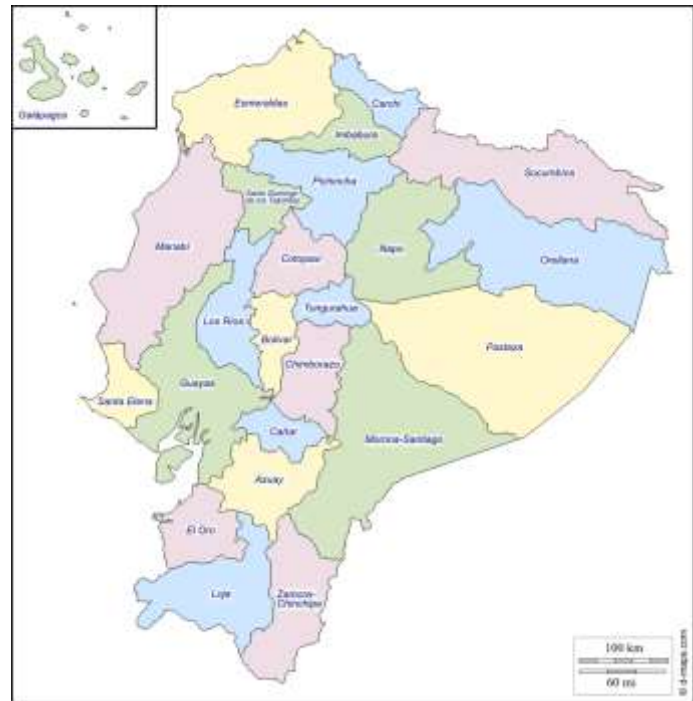 Galápagos
Esmeraldas
Carchi
Imbabura
Sucumbíos
Pichincha
Santo Domingo
de los Tsáchilas
Manabí
Napo
Orellana
Cotopaxi
Los Ríos
Tungurahua
Bolívar
Pastaza
Chimborazo
Guayas
Santa Elena
Cañar
Morona-Santiago
Azuay
El Oro
Loja
Zamora-
Chinchipe
100 km
60 mi
© d-maps.com